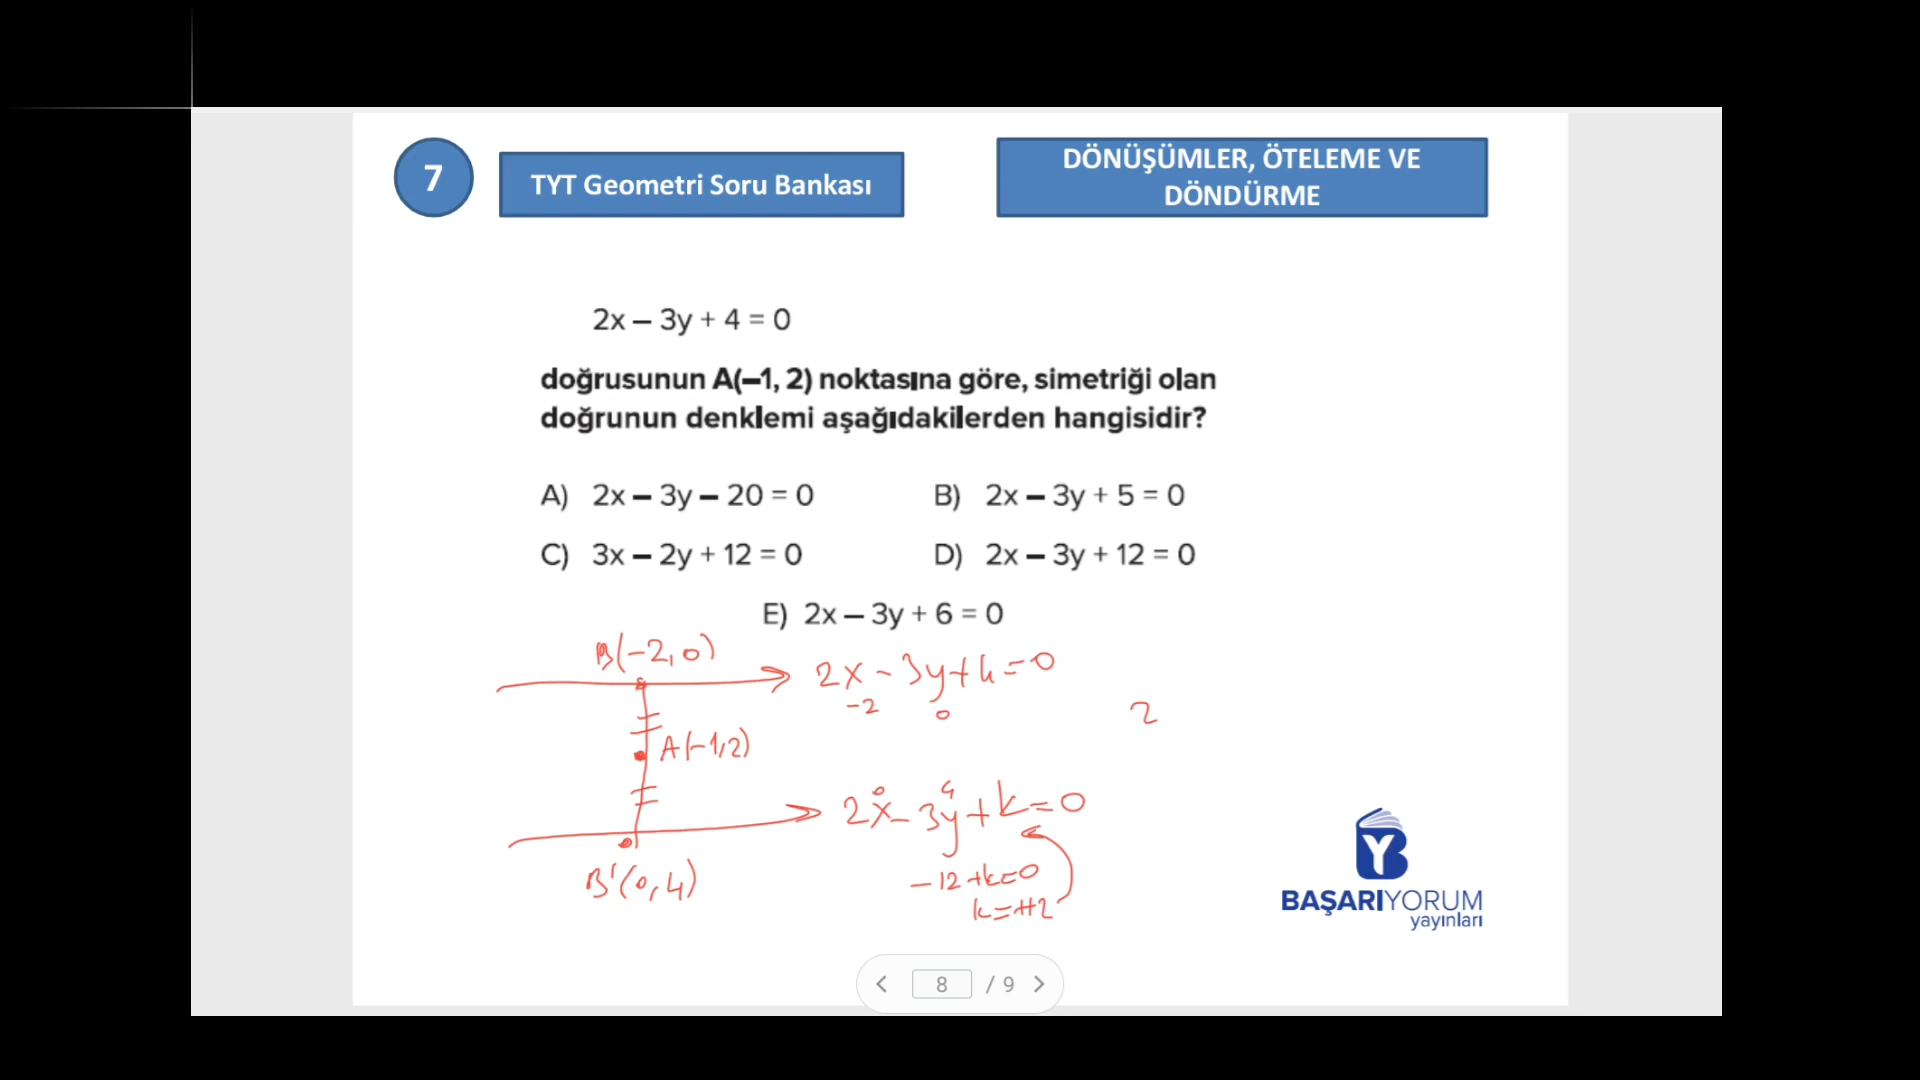 7
TYT Geometri Soru Bankası
DÖNÜŞÜMLER, ÖTELEME VE
DÖNDÜRME
2x – 3y + 4 = 0
doğrusunun A(–1, 2) noktasına göre, simetriği olan
doğrunun denklemi aşağıdakilerden hangisidir?
A) 2x – 3y – 20 = 0
B) 2x – 3y + 5 = 0
C) 3x – 2y + 12 = 0
D) 2x – 3y + 12 = 0
E) 2x – 3y + 6 = 0
B(-2,0)
2x - 3y + k = 0
-2
0
2
A(-1,2)
0 4
2x - 3y + k = 0
B'(0,4)
-12 + k = 0
k = +12
BAŞARIYORUM
yayınları
8 / 9